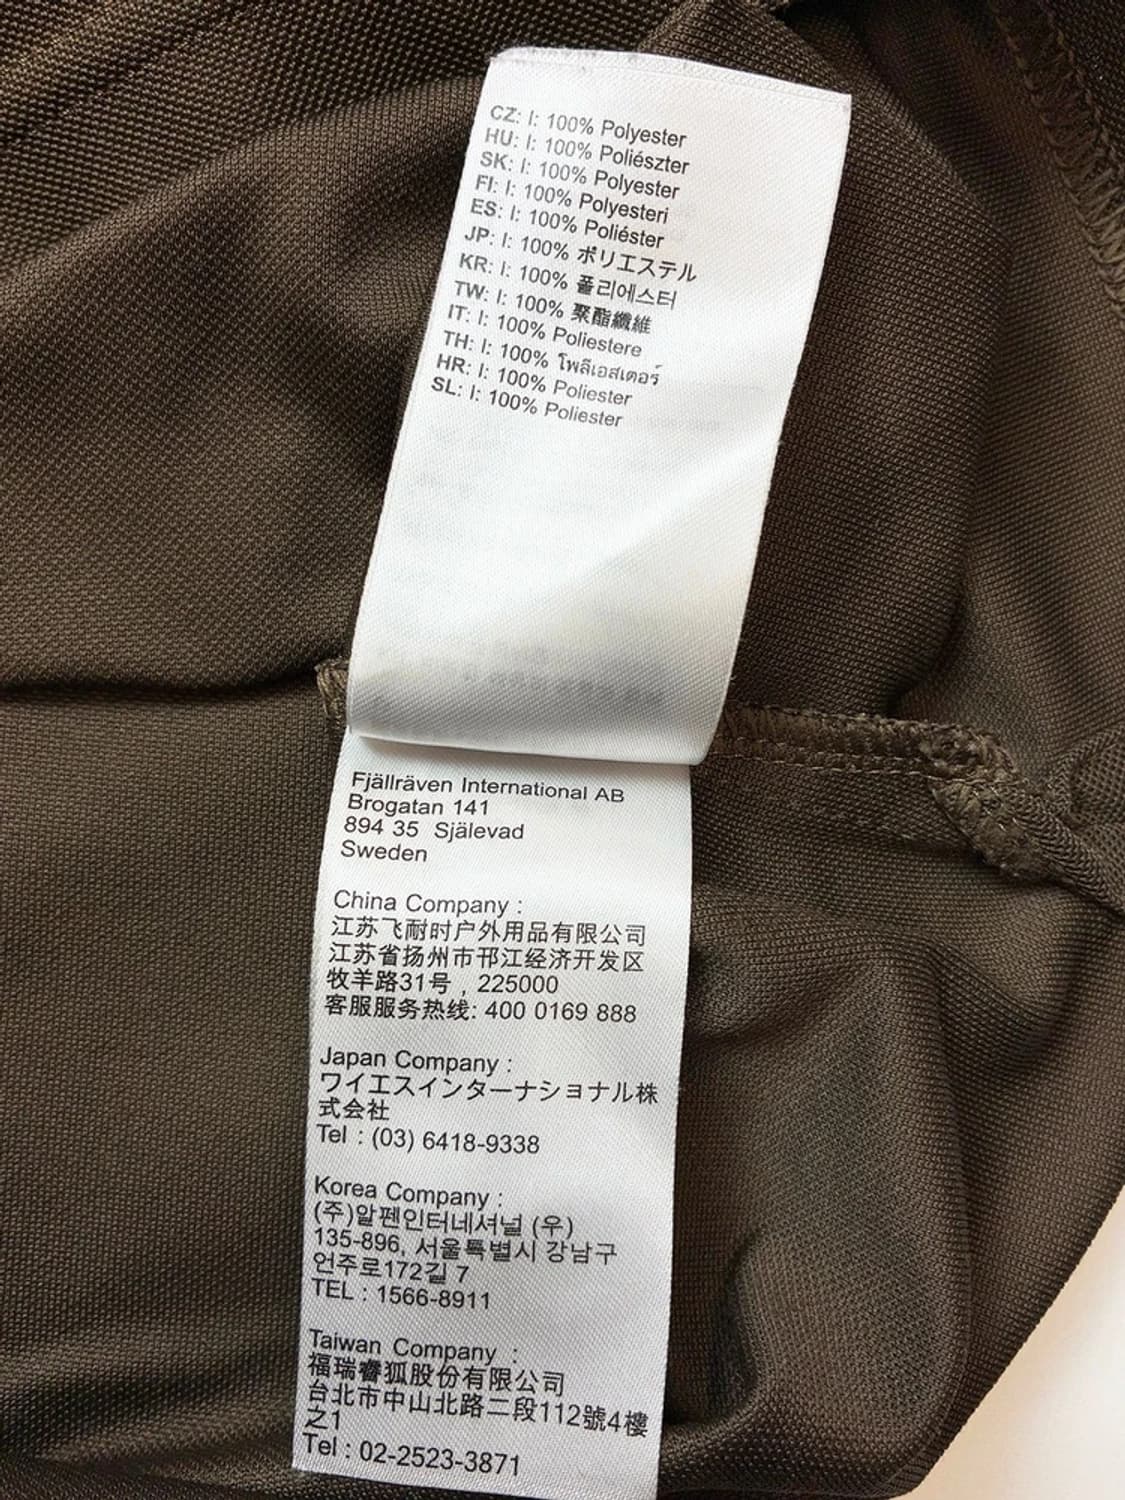 CZ: I: 100% Polyester
HU: I: 100% Poliészter
SK: I: 100% Polyester
FI: I: 100% Polyesteri
ES: I: 100% Poliéster
JP: I: 100% ポリエステル
KR: I: 100% 폴리에스터
TW: I: 100% 聚酯纖維
IT: I: 100% Poliestere
TH: I: 100% โพลีเอสเตอร์
HR: I: 100% Poliester
SL: I: 100% Poliester
Fjällräven International AB
Brogatan 141
894 35 Själevad
Sweden
China Company :
江苏飞耐时户外用品有限公司
江苏省扬州市邗江经济开发区
牧羊路31号 , 225000
客服服务热线: 400 0169 888
Japan Company :
ワイエスインターナショナル株
式会社
Tel : (03) 6418-9338
Korea Company :
(주)알펜인터내셔널 (우)
135-896, 서울특별시 강남구
언주로172길 7
TEL : 1566-8911
Taiwan Company :
福瑞睿狐股份有限公司
台北市中山北路二段112號4樓
之1
Tel : 02-2523-3871